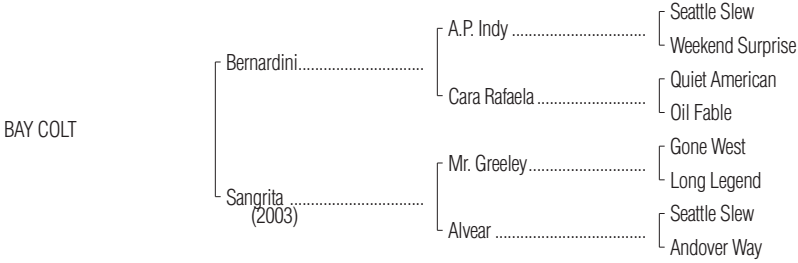 Seattle Slew
A.P. Indy ................................
Weekend Surprise
Bernardini..............................
Quiet American
Cara Rafaela ..........................
Oil Fable
BAY COLT
Gone West
Mr. Greeley............................
Long Legend
Sangrita ................................
(2003)
Seattle Slew
Alvear ....................................
Andover Way